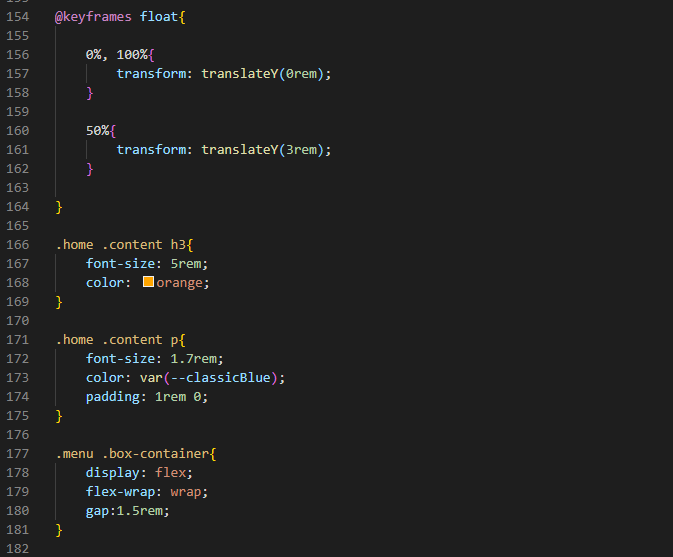 154 @keyframes float{
155
156 0%, 100%{
157 transform: translateY(0rem);
158 }
159
160 50%{
161 transform: translateY(3rem);
162 }
163
164 }
165
166 .home .content h3{
167 font-size: 5rem;
168 color: orange;
169 }
170
171 .home .content p{
172 font-size: 1.7rem;
173 color: var(--classicBlue);
174 padding: 1rem 0;
175 }
176
177 .menu .box-container{
178 display: flex;
179 flex-wrap: wrap;
180 gap:1.5rem;
181 }
182